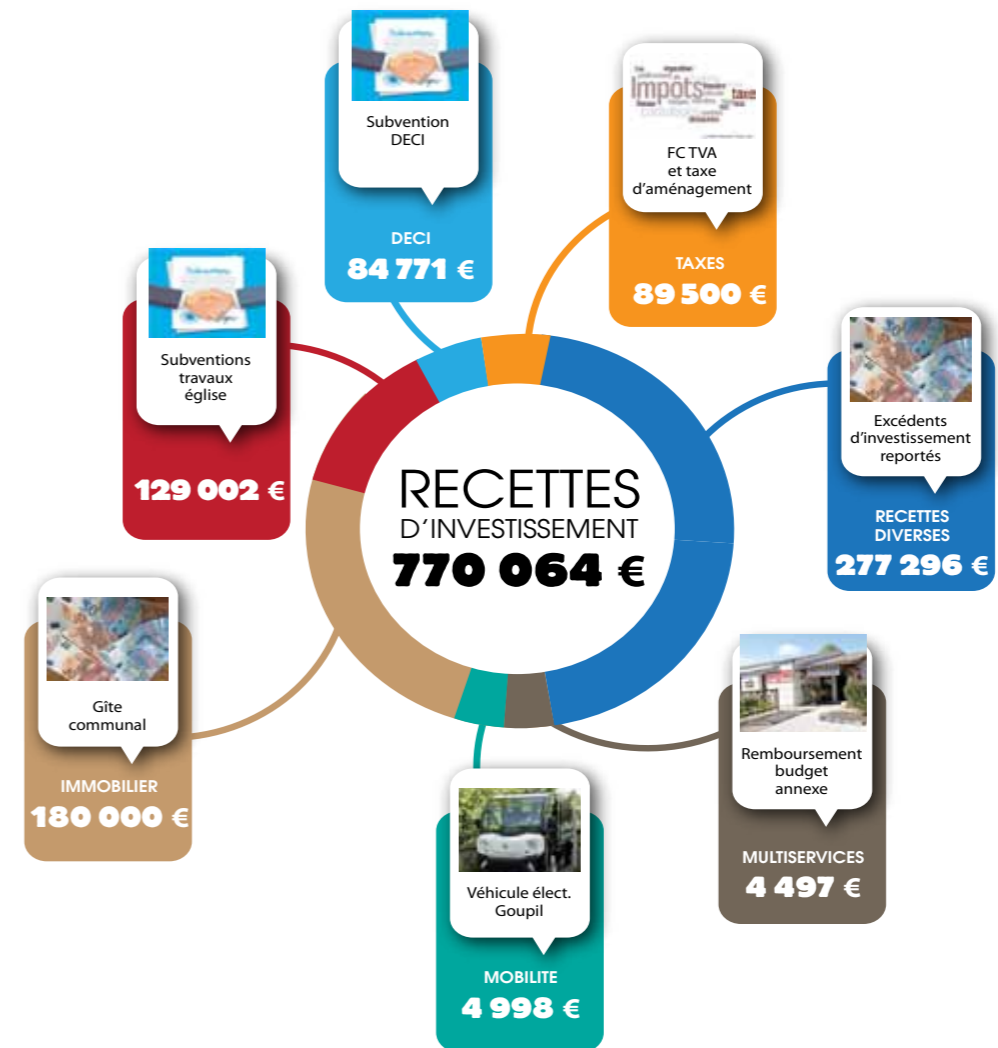 Subvention
DECI
DECI
84 771 €
Impôts
taxe
FC TVA
et taxe
d'aménagement
TAXES
89 500 €
Subventions
travaux
église
129 002 €
Excédents
d'investissement
reportés
RECETTES
DIVERSES
277 296 €
RECETTES
D'INVESTISSEMENT
770 064 €
Gîte
communal
IMMOBILIER
180 000 €
Remboursement
budget
annexe
MULTISERVICES
4 497 €
Véhicule élect.
Goupil
MOBILITE
4 998 €